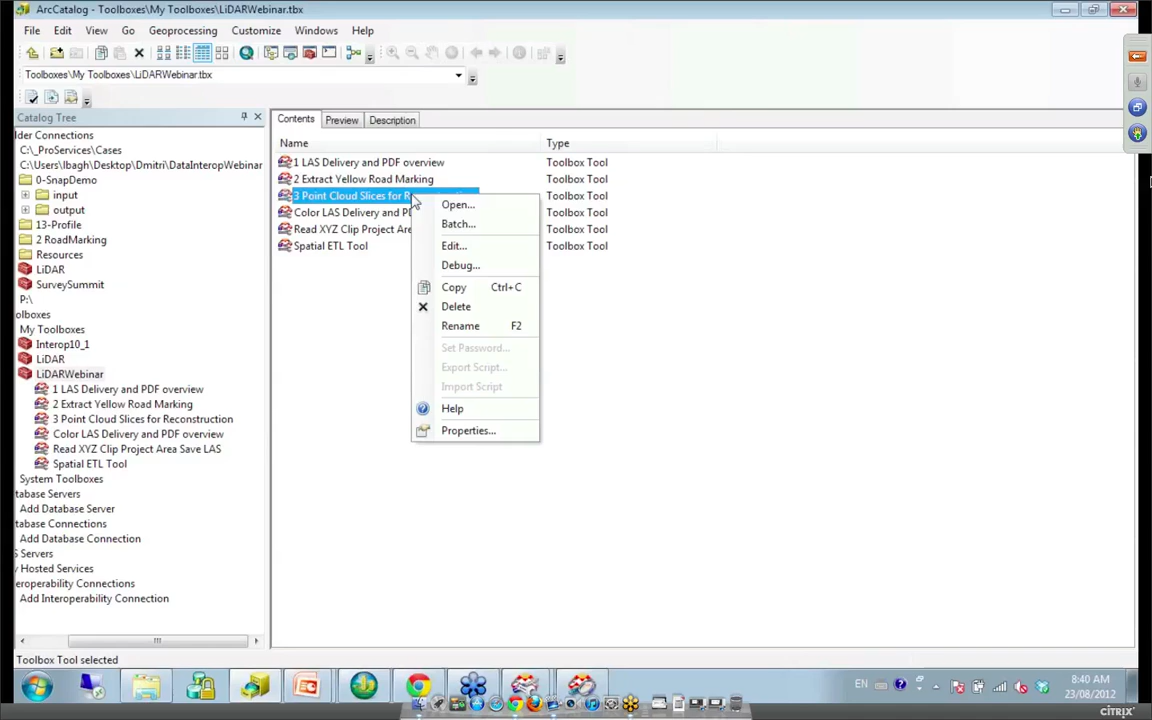 ArcCatalog - Toolboxes\My Toolboxes\LiDARWebinar.tbx
File Edit View Go Geoprocessing Customize Windows Help
Toolboxes\My Toolboxes\LiDARWebinar.tbx
Catalog Tree
lder Connections
C:\_ProServices\Cases
C:\Users\lbagh\Desktop\Dmitri\DataInteropWebinar
0-SnapDemo
input
output
13-Profile
2 RoadMarking
Resources
LiDAR
SurveySummit
P:\
olboxes
My Toolboxes
Interop10_1
LiDAR
LiDARWebinar
1 LAS Delivery and PDF overview
2 Extract Yellow Road Marking
3 Point Cloud Slices for Reconstruction
Color LAS Delivery and PDF overview
Read XYZ Clip Project Area Save LAS
Spatial ETL Tool
System Toolboxes
tabase Servers
Add Database Server
tabase Connections
Add Database Connection
S Servers
y Hosted Services
eroperability Connections
Add Interoperability Connection
Contents Preview Description
Name Type
1 LAS Delivery and PDF overview Toolbox Tool
2 Extract Yellow Road Marking Toolbox Tool
3 Point Cloud Slices for R Toolbox Tool
Color LAS Delivery and PD Toolbox Tool
Read XYZ Clip Project Are Toolbox Tool
Spatial ETL Tool Toolbox Tool
Open...
Batch...
Edit...
Debug...
Copy Ctrl+C
Delete
Rename F2
Set Password...
Export Script...
Import Script
Help
Properties...
Toolbox Tool selected
EN
8:40 AM
23/08/2012
CITRIX